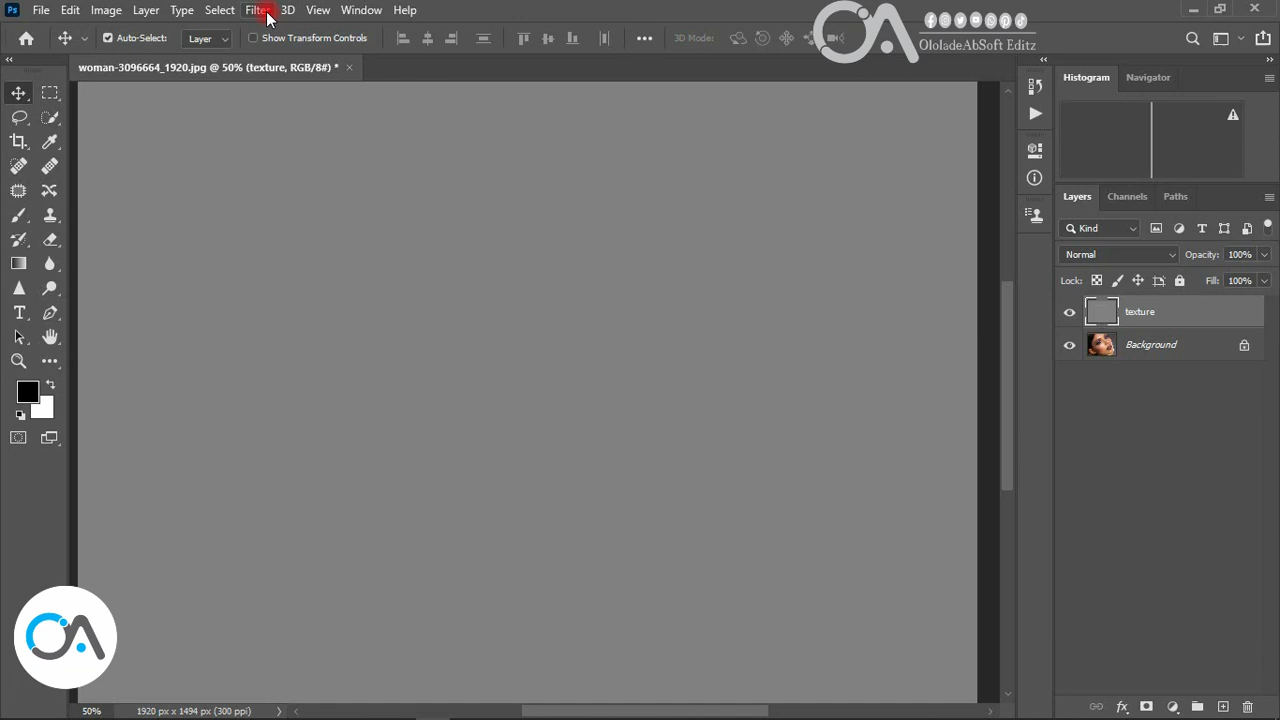 Ps File Edit Image Layer Type Select Filter 3D View Window Help
Auto-Select: Layer Show Transform Controls 3D Mode:
OA OloladeAbSoft Editz
woman-3096664_1920.jpg @ 50% (texture, RGB/8#) * ×
Histogram Navigator
Layers Channels Paths
Kind
Normal Opacity: 100%
Lock: Fill: 100%
texture
Background
50% 1920 px x 1494 px (300 ppi)